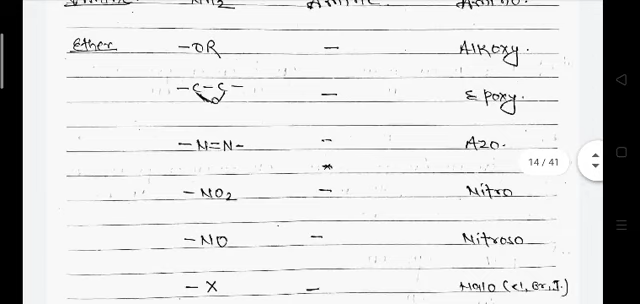 Ether -OR - Alkoxy.
-C-C- - Epoxy.
O
-N=N- - Azo.
14 / 41
-NO2 - Nitro
-NO - Nitroso
-X - Halo (Cl, Br, I.)